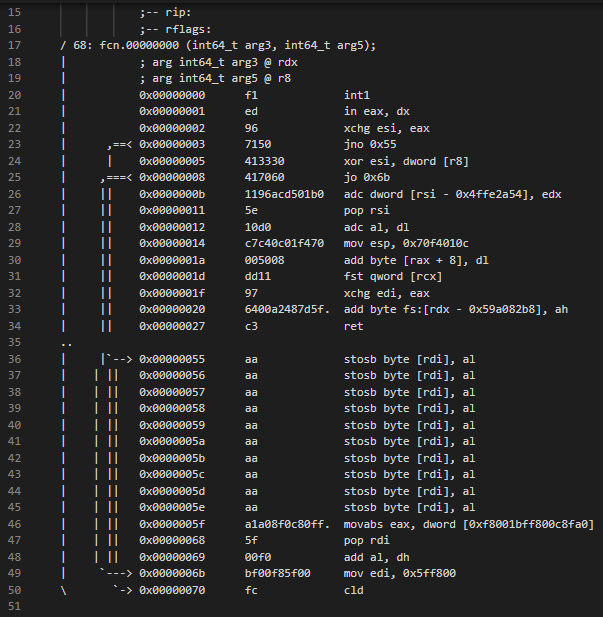 15 ;-- rip:
16 ;-- rflags:
17 / 68: fcn.00000000 (int64_t arg3, int64_t arg5);
18 | ; arg int64_t arg3 @ rdx
19 | ; arg int64_t arg5 @ r8
20 | 0x00000000 f1 int1
21 | 0x00000001 ed in eax, dx
22 | 0x00000002 96 xchg esi, eax
23 | ,==< 0x00000003 7150 jno 0x55
24 | | 0x00000005 413330 xor esi, dword [r8]
25 | ,===< 0x00000008 417060 jo 0x6b
26 | || 0x0000000b 1196acd501b0 adc dword [rsi - 0x4ffe2a54], edx
27 | || 0x00000011 5e pop rsi
28 | || 0x00000012 10d0 adc al, dl
29 | || 0x00000014 c7c40c01f470 mov esp, 0x70f4010c
30 | || 0x0000001a 005008 add byte [rax + 8], dl
31 | || 0x0000001d dd11 fst qword [rcx]
32 | || 0x0000001f 97 xchg edi, eax
33 | || 0x00000020 6400a2487d5f. add byte fs:[rdx - 0x59a082b8], ah
34 | || 0x00000027 c3 ret
35 ..
36 | |`--> 0x00000055 aa stosb byte [rdi], al
37 | | || 0x00000056 aa stosb byte [rdi], al
38 | | || 0x00000057 aa stosb byte [rdi], al
39 | | || 0x00000058 aa stosb byte [rdi], al
40 | | || 0x00000059 aa stosb byte [rdi], al
41 | | || 0x0000005a aa stosb byte [rdi], al
42 | | || 0x0000005b aa stosb byte [rdi], al
43 | | || 0x0000005c aa stosb byte [rdi], al
44 | | || 0x0000005d aa stosb byte [rdi], al
45 | | || 0x0000005e aa stosb byte [rdi], al
46 | | || 0x0000005f a1a08f0c80ff. movabs eax, dword [0xf8001bff800c8fa0]
47 | | || 0x00000068 5f pop rdi
48 | | || 0x00000069 00f0 add al, dh
49 | `---> 0x0000006b bf00f85f00 mov edi, 0x5ff800
50 \ `-> 0x00000070 fc cld
51